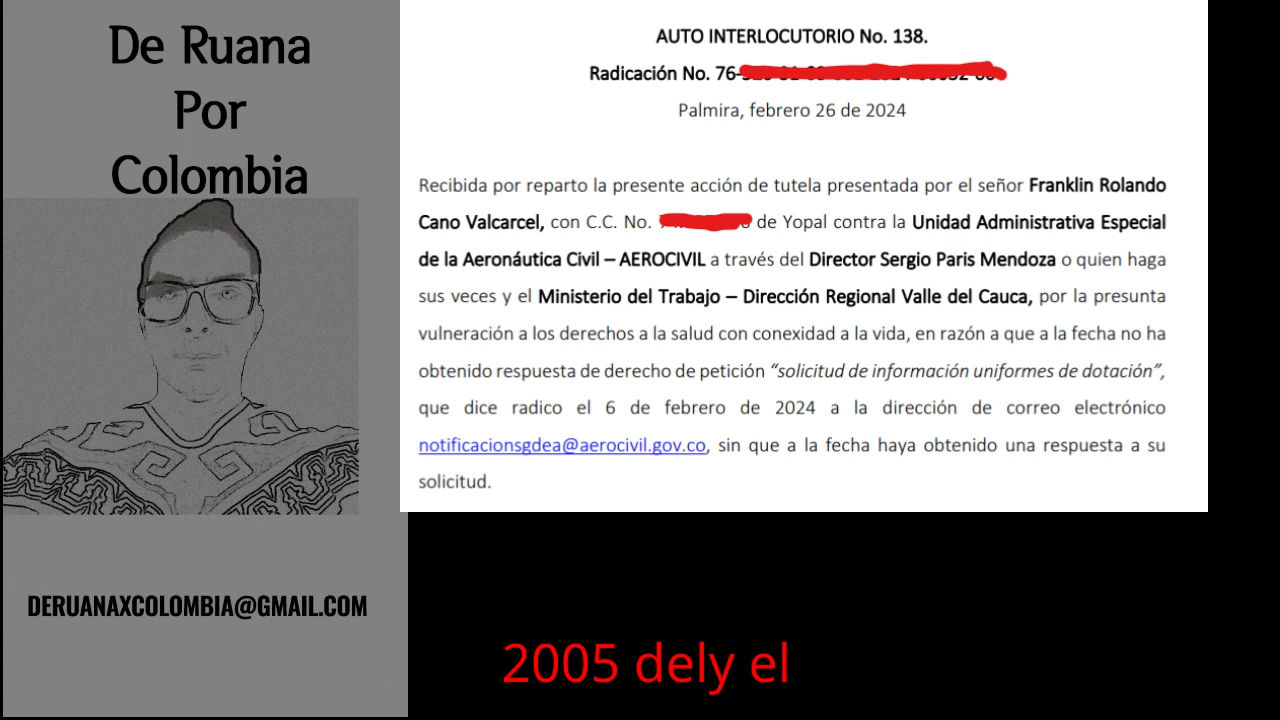 De Ruana
Por
Colombia
DERUANAXCOLOMBIA@GMAIL.COM
AUTO INTERLOCUTORIO No. 138.
Radicación No. 76-
Palmira, febrero 26 de 2024
Recibida por reparto la presente acción de tutela presentada por el señor Franklin Rolando
Cano Valcarcel, con C.C. No. de Yopal contra la Unidad Administrativa Especial
de la Aeronáutica Civil – AEROCIVIL a través del Director Sergio Paris Mendoza o quien haga
sus veces y el Ministerio del Trabajo – Dirección Regional Valle del Cauca, por la presunta
vulneración a los derechos a la salud con conexidad a la vida, en razón a que a la fecha no ha
obtenido respuesta de derecho de petición “solicitud de información uniformes de dotación”,
que dice radico el 6 de febrero de 2024 a la dirección de correo electrónico
notificacionsgdea@aerocivil.gov.co, sin que a la fecha haya obtenido una respuesta a su
solicitud.
2005 dely el